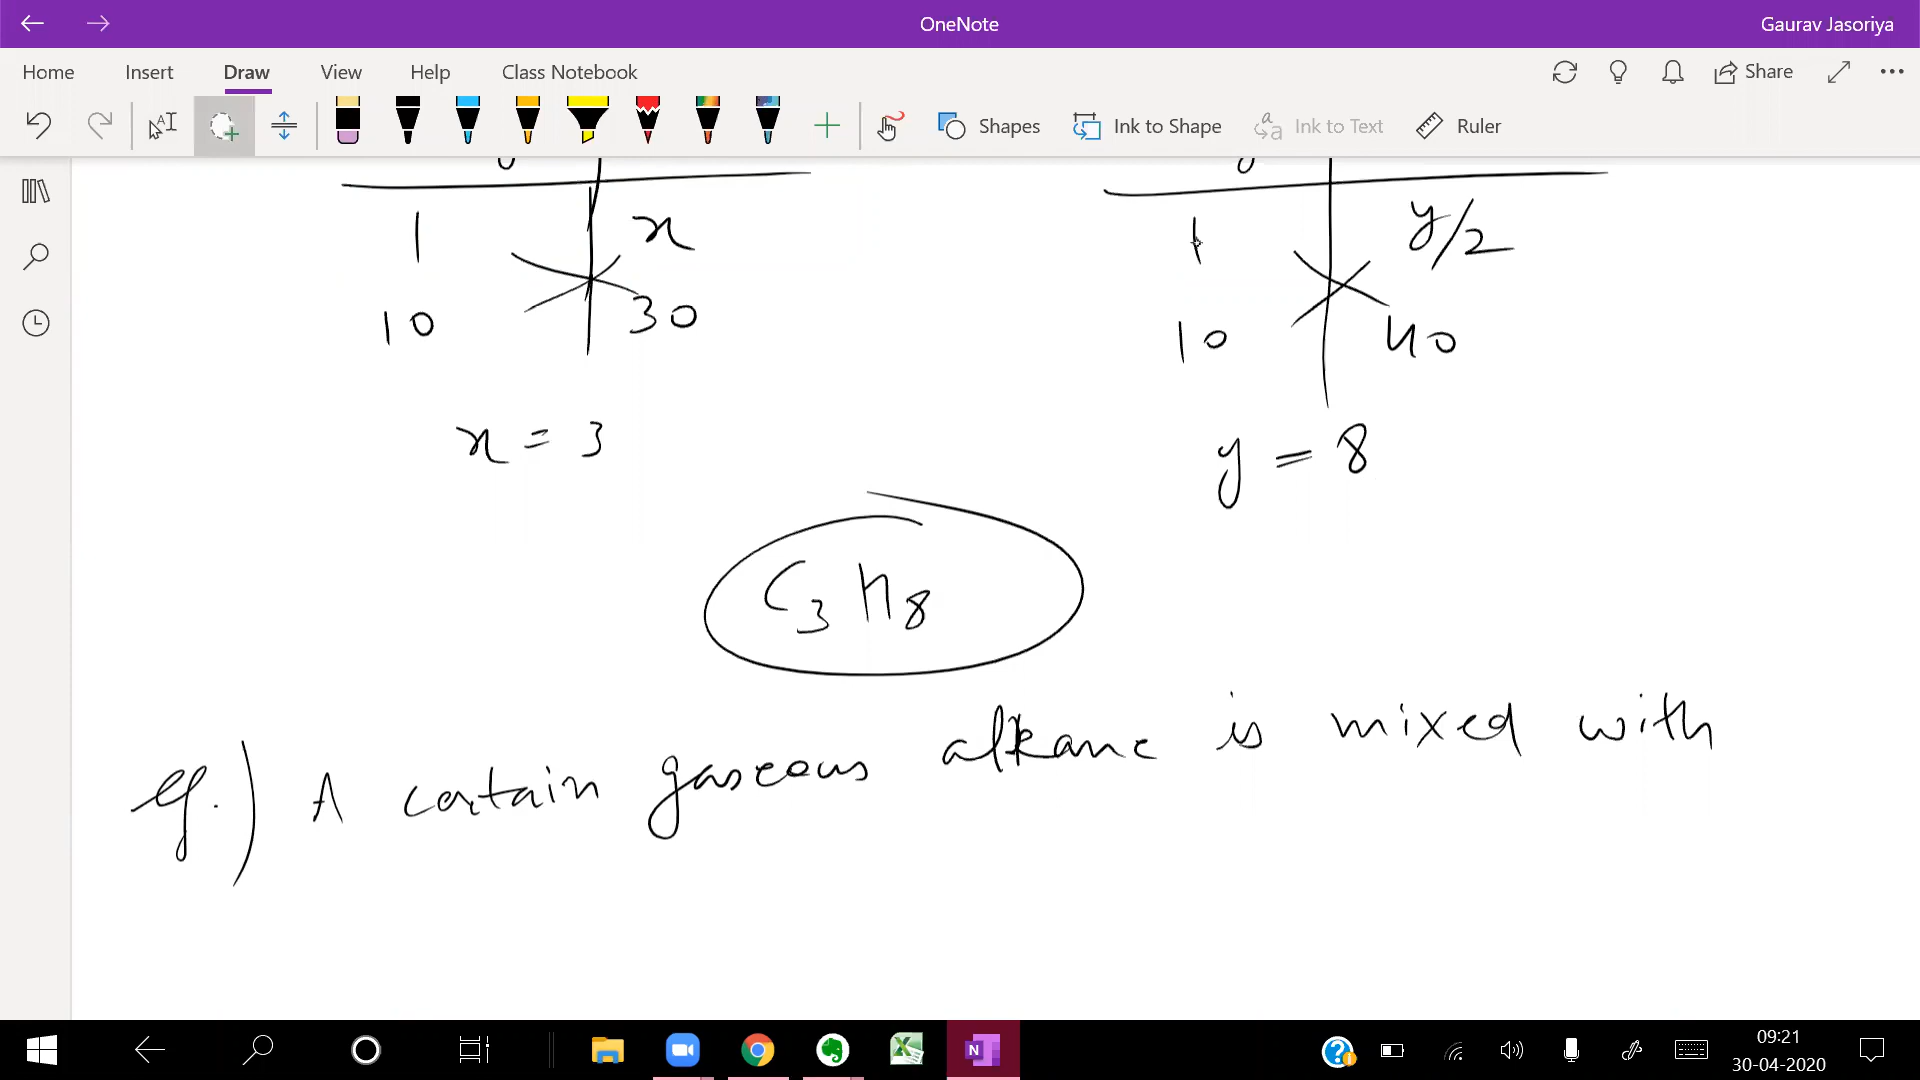 OneNote
Gaurav Jasoriya
Home Insert Draw View Help Class Notebook Share
Shapes Ink to Shape Ink to Text Ruler
1 x
10 30
x = 3
1 y/2
10 40
y = 8
C3H8
eg.) A certain gaseous alkane is mixed with
09:21
30-04-2020